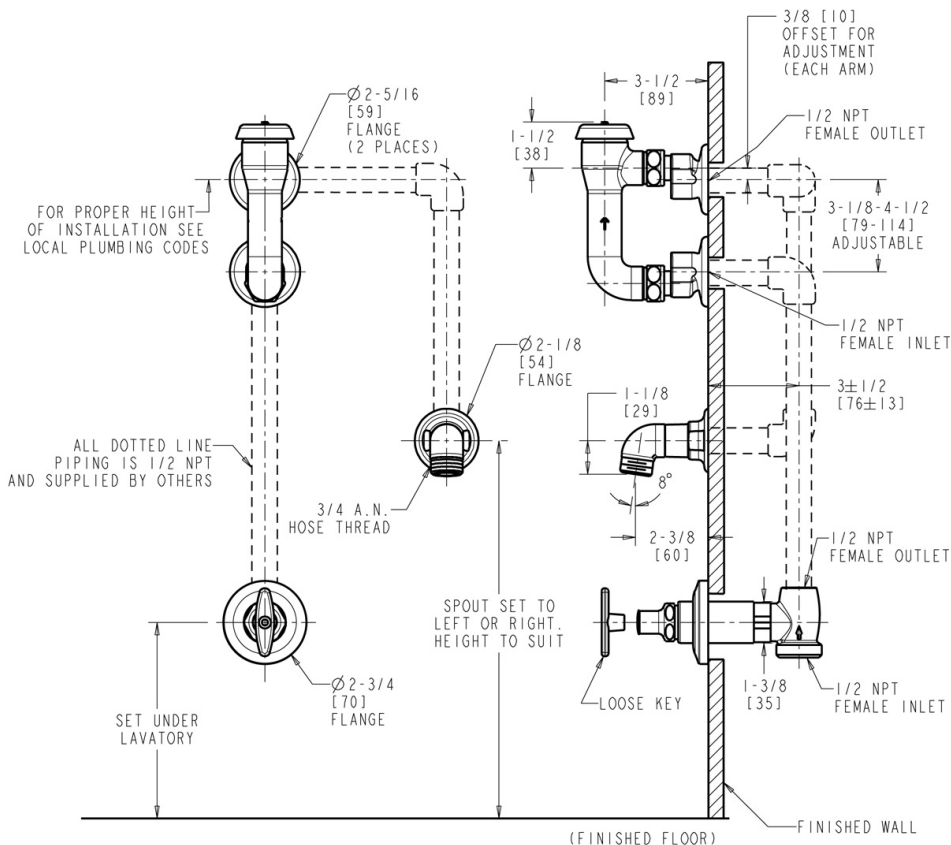 3/8 [10]
OFFSET FOR
ADJUSTMENT
(EACH ARM)
3-1/2
[89]
Ø2-5/16
[59]
FLANGE
(2 PLACES)
1-1/2
[38]
1/2 NPT
FEMALE OUTLET
FOR PROPER HEIGHT
OF INSTALLATION SEE
LOCAL PLUMBING CODES
3-1/8-4-1/2
[79-114]
ADJUSTABLE
1/2 NPT
FEMALE INLET
Ø2-1/8
[54]
FLANGE
1-1/8
[29]
3±1/2
[76±13]
ALL DOTTED LINE
PIPING IS 1/2 NPT
AND SUPPLIED BY OTHERS
8°
3/4 A.N.
HOSE THREAD
2-3/8
[60]
1/2 NPT
FEMALE OUTLET
SPOUT SET TO
LEFT OR RIGHT.
HEIGHT TO SUIT
Ø2-3/4
[70]
FLANGE
LOOSE KEY
1-3/8
[35]
1/2 NPT
FEMALE INLET
SET UNDER
LAVATORY
(FINISHED FLOOR)
FINISHED WALL